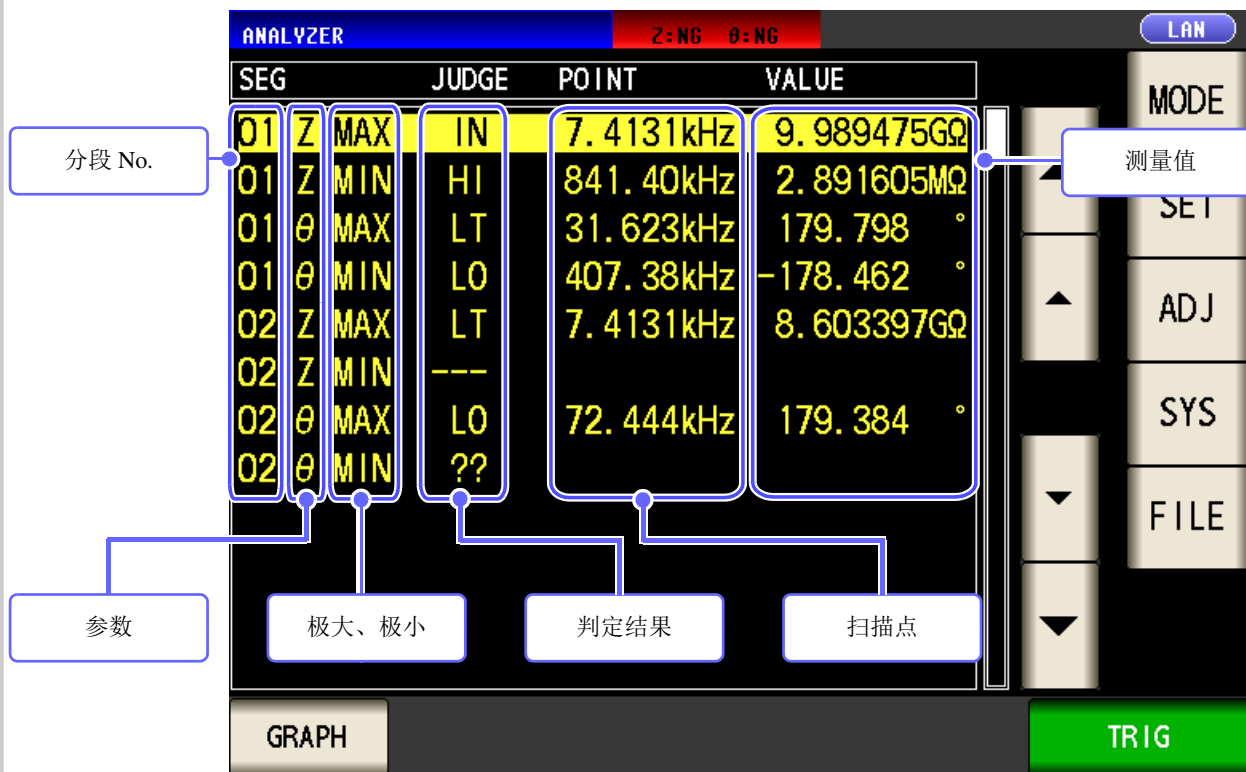 ANALYZER Z:NG θ:NG LAN
SEG JUDGE POINT VALUE
MODE
01 Z MAX IN 7.4131kHz 9.989475GΩ
分段 No.
测量值
01 Z MIN HI 841.40kHz 2.891605MΩ
SET
01 θ MAX LT 31.623kHz 179.798 °
01 θ MIN LO 407.38kHz -178.462 °
ADJ
02 Z MAX LT 7.4131kHz 8.603397GΩ
02 Z MIN ---
02 θ MAX LO 72.444kHz 179.384 °
SYS
02 θ MIN ??
FILE
参数 极大、极小 判定结果 扫描点
GRAPH TRIG